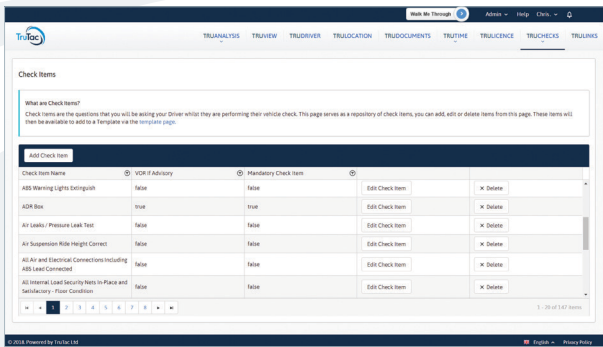 Walk Me Through
Admin
Help
Chris.
TruTac
TRUANALYSIS
TRUVIEW
TRUDRIVER
TRULOCATION
TRUDOCUMENTS
TRUTIME
TRULICENCE
TRUCHECKS
TRULINKS
Check Items
What are Check Items?
Check Items are the questions that you will be asking your Driver whilst they are performing their vehicle check. This page serves as a repository of check items, you can add, edit or delete items from this page. These items will
then be available to add to a Template via the template page.
Add Check Item
Check Item Name
VOR If Advisory
Mandatory Check Item
ABS Warning Lights Extinguish false false Edit Check Item × Delete
ADR Box true true Edit Check Item × Delete
Air Leaks / Pressure Leak Test false false Edit Check Item × Delete
Air Suspension Ride Height Correct false false Edit Check Item × Delete
All Air and Electrical Connections Including
ABS Lead Connected
false false Edit Check Item × Delete
All Internal Load Security Nets In-Place and
Satisfactory - Floor Condition
false false Edit Check Item × Delete
1 2 3 4 5 6 7 8
1 - 20 of 147 items
© 2018. Powered by TruTac Ltd
English
Privacy Policy